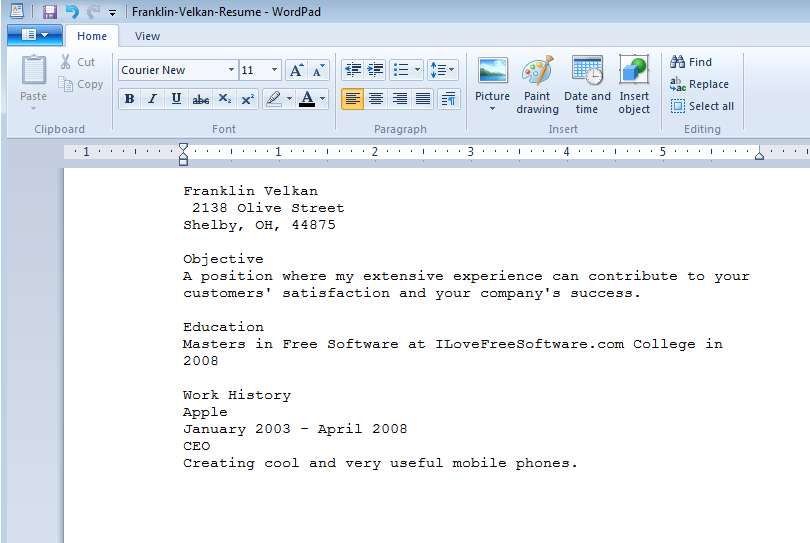 Franklin-Velkan-Resume - WordPad
Home View
Cut
Copy
Paste
Clipboard
Courier New 11 A A
B I U abc X₂ X² A
Font
Paragraph
Picture
Paint drawing
Date and time
Insert object
Insert
Find
Replace
Select all
Editing
1 1 2 3 4 5
Franklin Velkan
2138 Olive Street
Shelby, OH, 44875
Objective
A position where my extensive experience can contribute to your
customers' satisfaction and your company's success.
Education
Masters in Free Software at ILoveFreeSoftware.com College in
2008
Work History
Apple
January 2003 - April 2008
CEO
Creating cool and very useful mobile phones.